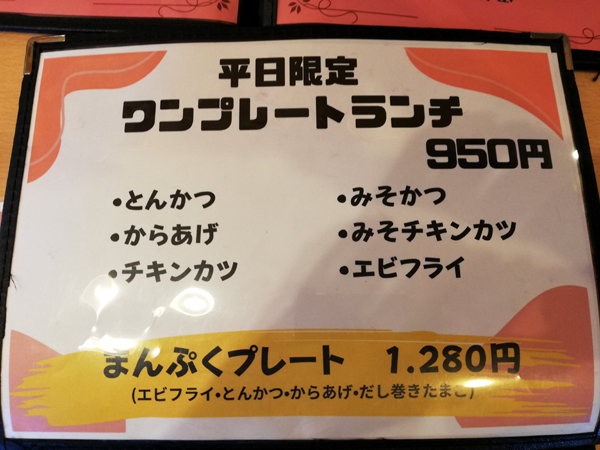 平日限定
ワンプレートランチ
950円
•とんかつ
•みそかつ
•からあげ
•みそチキンカツ
•チキンカツ
•エビフライ
まんぷくプレート 1.280円
(エビフライ•とんかつ•からあげ•だし巻きたまご)